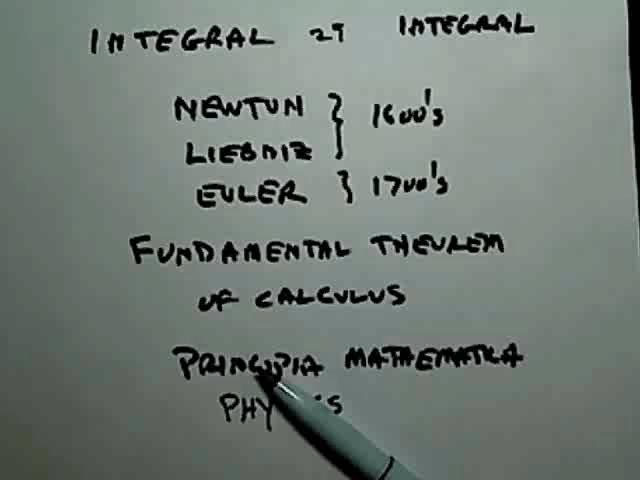 INTEGRAL 29 INTEGRAL
NEWTON } 1600's
LIEBNIZ
EULER } 1700's
FUNDAMENTAL THEOREM
OF CALCULUS
PRINCIPIA MATHEMATICA